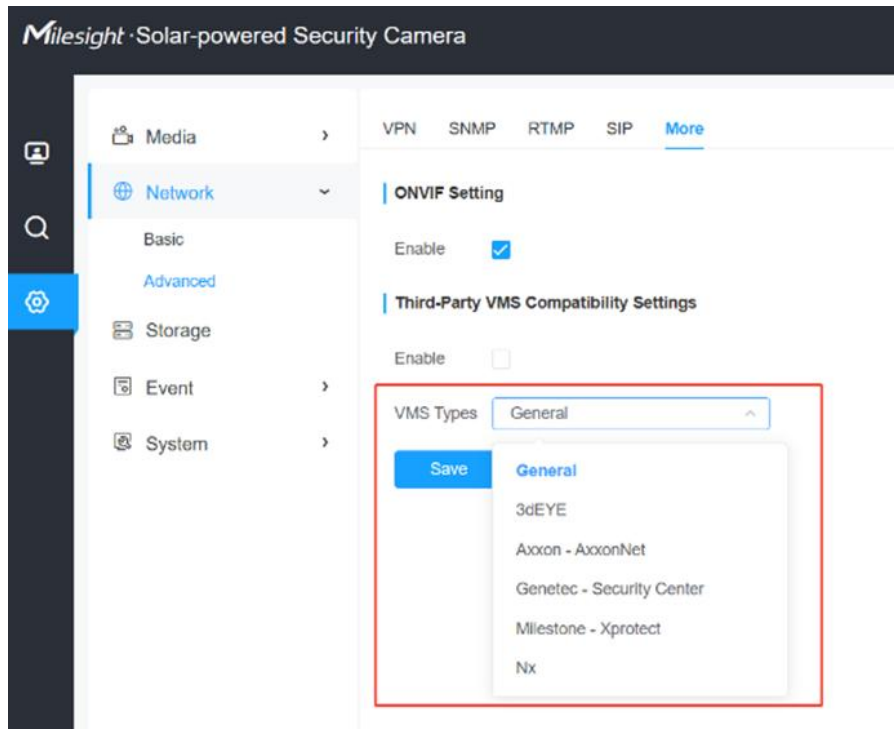 Milesight · Solar-powered Security Camera
Media
Network
Basic
Advanced
Storage
Event
System
VPN SNMP RTMP SIP More
ONVIF Setting
Enable
Third-Party VMS Compatibility Settings
Enable
VMS Types General
Save
General
3dEYE
Axxon - AxxonNet
Genetec - Security Center
Milestone - Xprotect
Nx